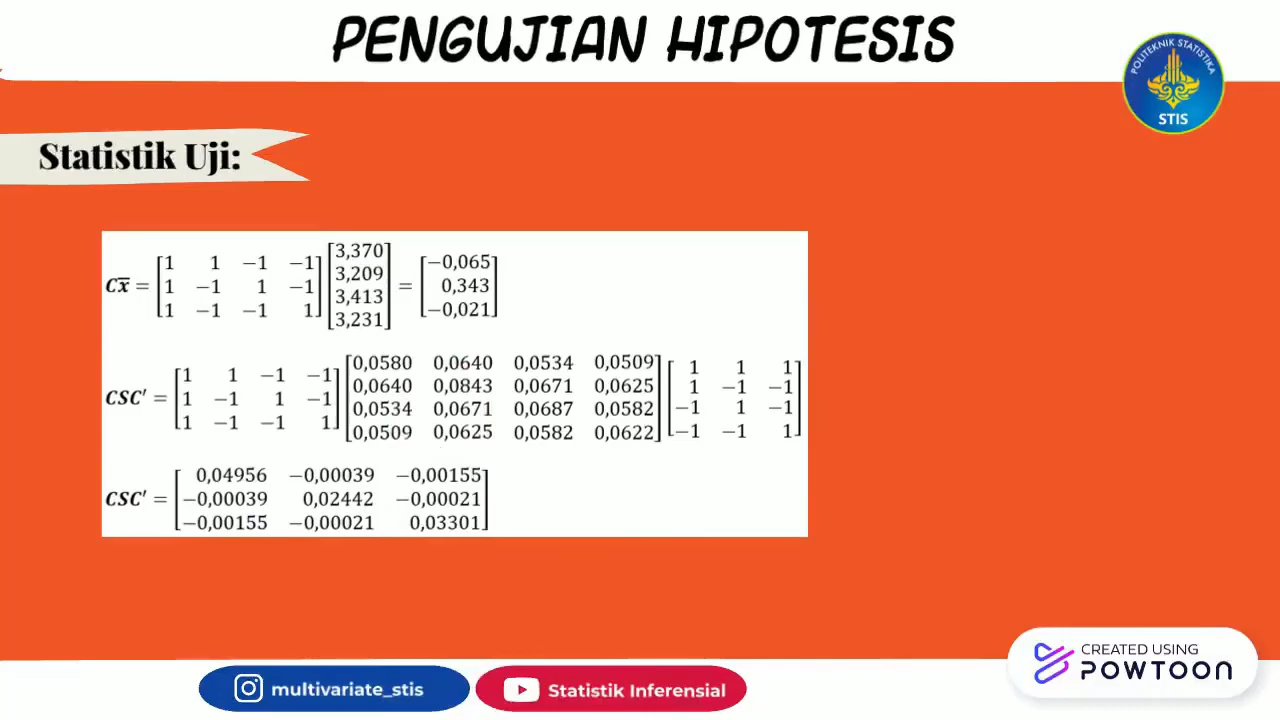 PENGUJIAN HIPOTESIS
POLITEKNIK STATISTIKA
STIS
Statistik Uji:
Cx̅ = [1 1 −1 −1; 1 −1 1 −1; 1 −1 −1 1] [3,370; 3,209; 3,413; 3,231] = [−0,065; 0,343; −0,021]
CSC′ = [1 1 −1 −1; 1 −1 1 −1; 1 −1 −1 1] [0,0580 0,0640 0,0534 0,0509; 0,0640 0,0843 0,0671 0,0625; 0,0534 0,0671 0,0687 0,0582; 0,0509 0,0625 0,0582 0,0622] [1 1 1; 1 −1 −1; −1 1 −1; −1 −1 1]
CSC′ = [0,04956 −0,00039 −0,00155; −0,00039 0,02442 −0,00021; −0,00155 −0,00021 0,03301]
multivariate_stis
Statistik Inferensial
CREATED USING
POWTOON